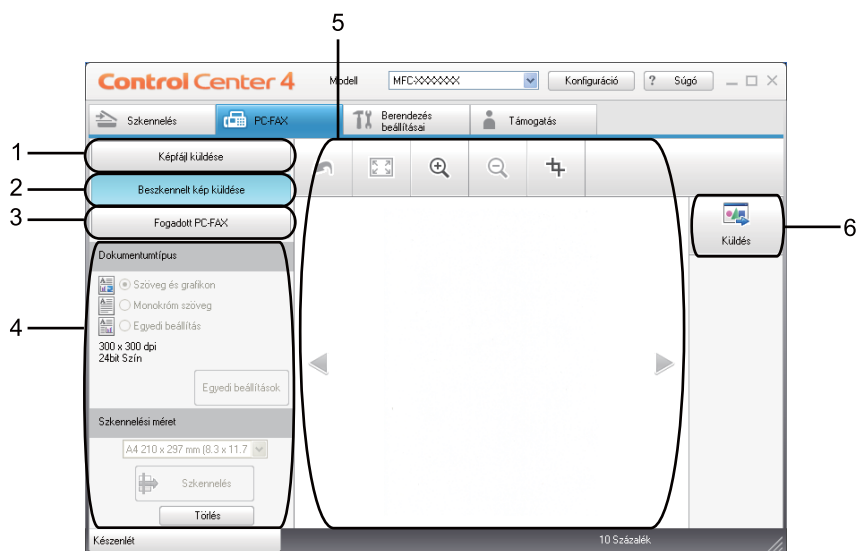 5
Control Center 4
Modell
MFC-XXXXXX
Konfiguráció
? Súgó
Szkennelés
PC-FAX
Berendezés
beállításai
Támogatás
1
Képfájl küldése
2
Beszkennelt kép küldése
3
Fogadott PC-FAX
Küldés
6
4
Dokumentumtípus
Szöveg és grafikon
Monokróm szöveg
Egyedi beállítás
300 x 300 dpi
24bit Szín
Egyedi beállítások
Szkennelési méret
A4 210 x 297 mm (8.3 x 11.7
Szkennelés
Törlés
Készenlét
10 Százalék